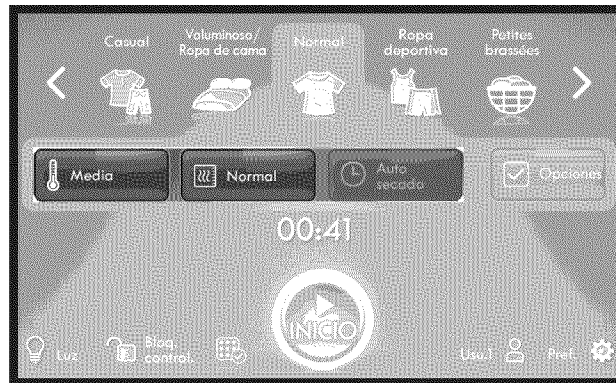 Casual
Voluminosa/
Ropa de cama
Normal
Ropa
deportiva
Petites
brassées
Media
Normal
Auto
secado
Opciones
00:41
INICIO
Luz
Bloq.
control.
Usu.1
Pref.